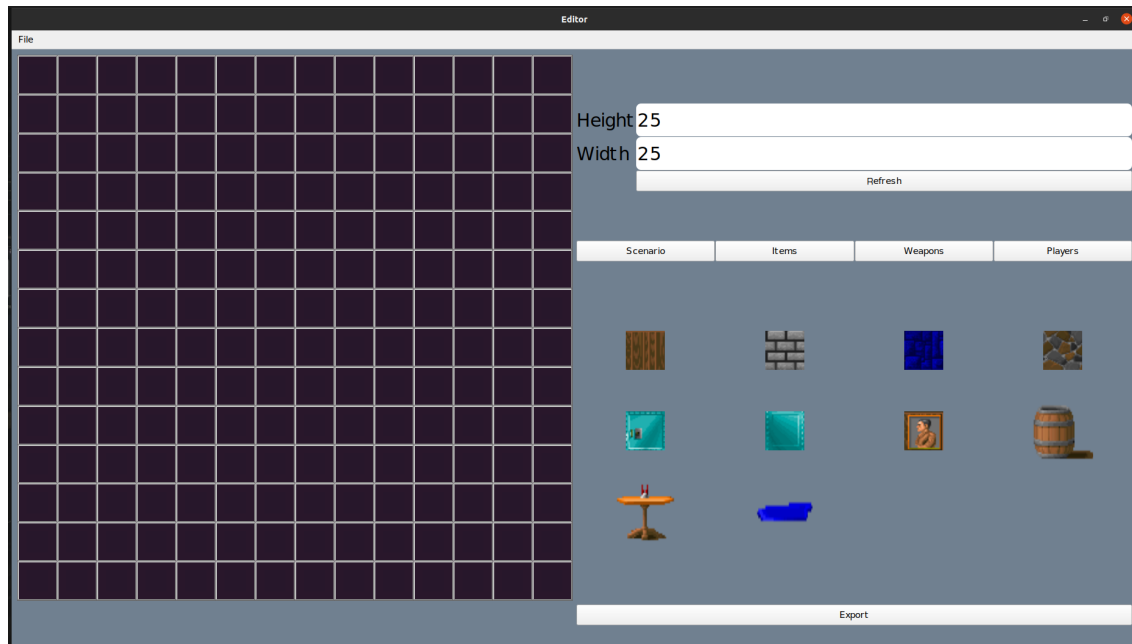 Editor
File
Height 25
Width 25
Refresh
Scenario Items Weapons Players
Export